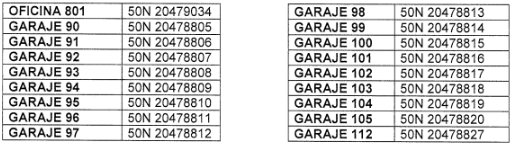 OFICINA 801 50N 20479034
GARAJE 90 50N 20478805
GARAJE 91 50N 20478806
GARAJE 92 50N 20478807
GARAJE 93 50N 20478808
GARAJE 94 50N 20478809
GARAJE 95 50N 20478810
GARAJE 96 50N 20478811
GARAJE 97 50N 20478812
GARAJE 98 50N 20478813
GARAJE 99 50N 20478814
GARAJE 100 50N 20478815
GARAJE 101 50N 20478816
GARAJE 102 50N 20478817
GARAJE 103 50N 20478818
GARAJE 104 50N 20478819
GARAJE 105 50N 20478820
GARAJE 112 50N 20478827